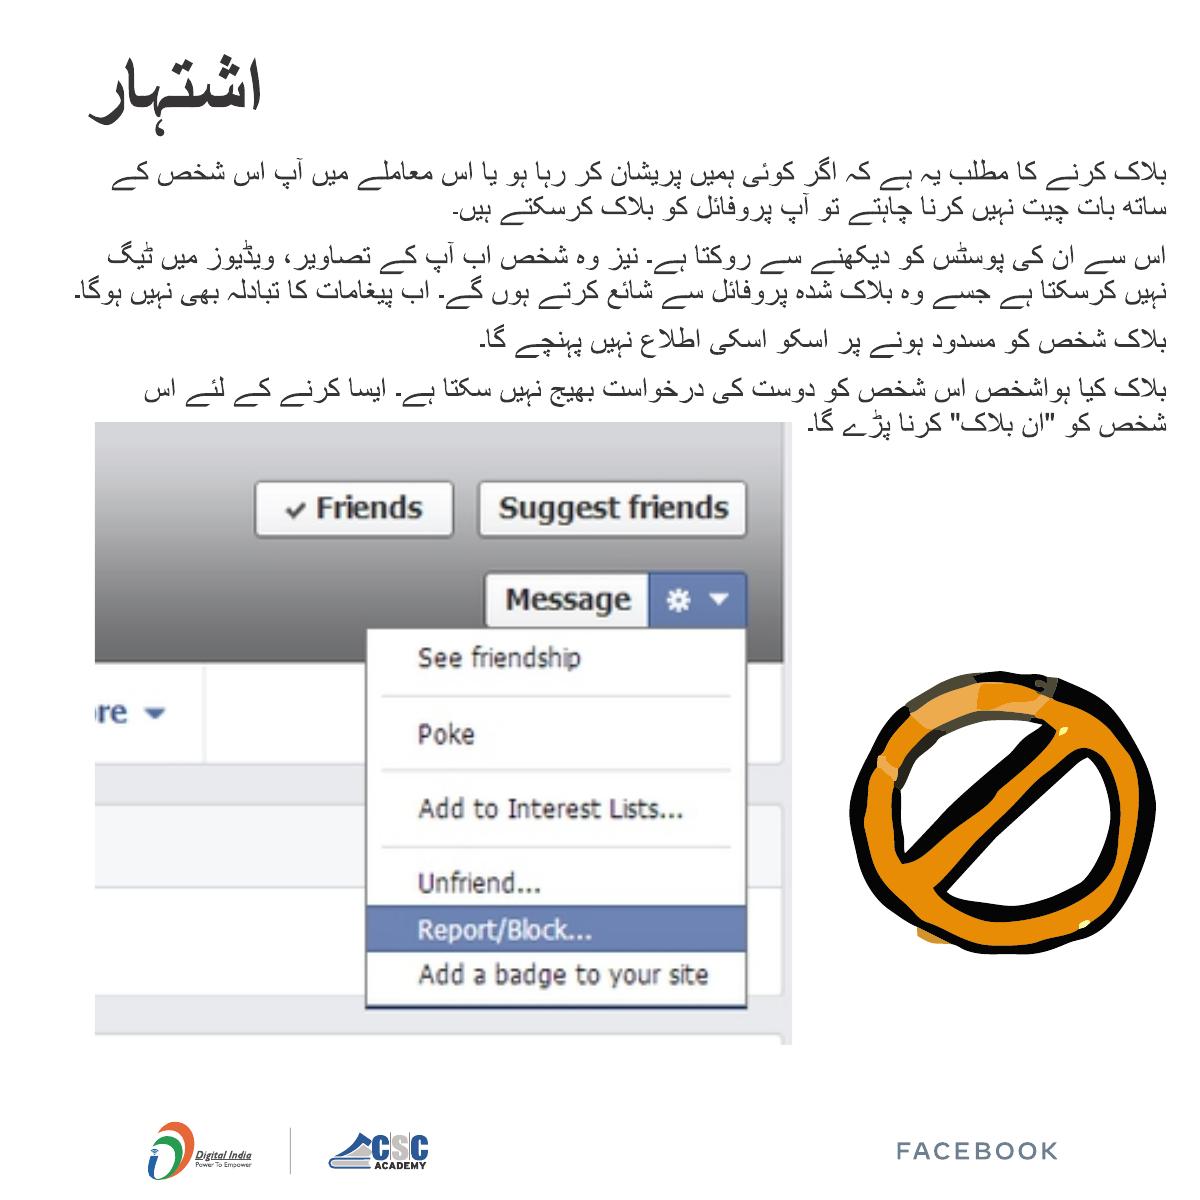 اشتہار
بلاک کرنے کا مطلب یہ ہے کہ اگر کوئی ہمیں پریشان کر رہا ہو یا اس معاملے میں آپ اس شخص کے
ساتھ بات چیت نہیں کرنا چاہتے تو آپ پروفائل کو بلاک کرسکتے ہیں۔
اس سے ان کی پوسٹس کو دیکھنے سے روکتا ہے۔ نیز وہ شخص اب آپ کے تصاویر، ویڈیوز میں ٹیگ
نہیں کرسکتا ہے جسے وہ بلاک شدہ پروفائل سے شائع کرتے ہوں گے۔ اب پیغامات کا تبادلہ بھی نہیں ہوگا۔
بلاک شخص کو مسدود ہونے پر اسکو اسکی اطلاع نہیں پہنچے گا۔
بلاک کیا ہواشخص اس شخص کو دوست کی درخواست بھیج نہیں سکتا ہے۔ ایسا کرنے کے لئے اس
شخص کو "ان بلاک" کرنا پڑے گا۔
✓ Friends
Suggest friends
Message
See friendship
re
Poke
Add to Interest Lists...
Unfriend...
Report/Block...
Add a badge to your site
Digital India
Power To Empower
CSC
ACADEMY
FACEBOOK